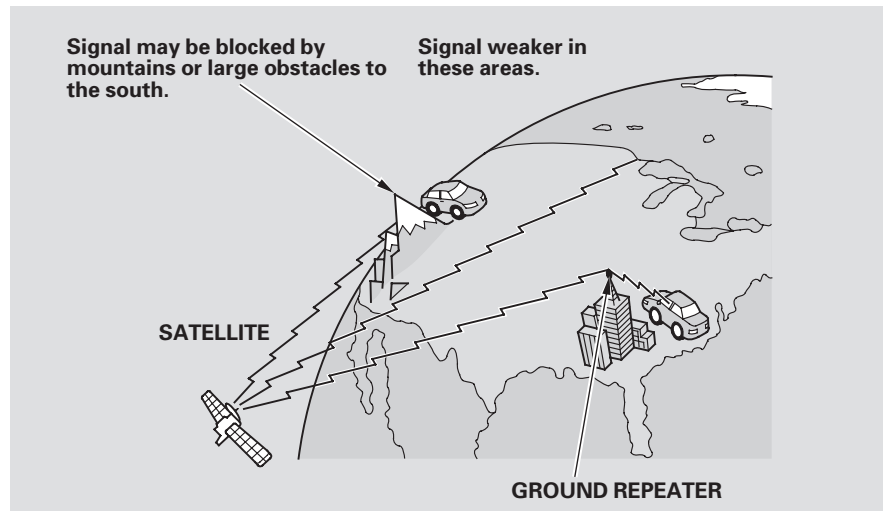 Signal may be blocked by
mountains or large obstacles to
the south.
Signal weaker in
these areas.
SATELLITE
GROUND REPEATER